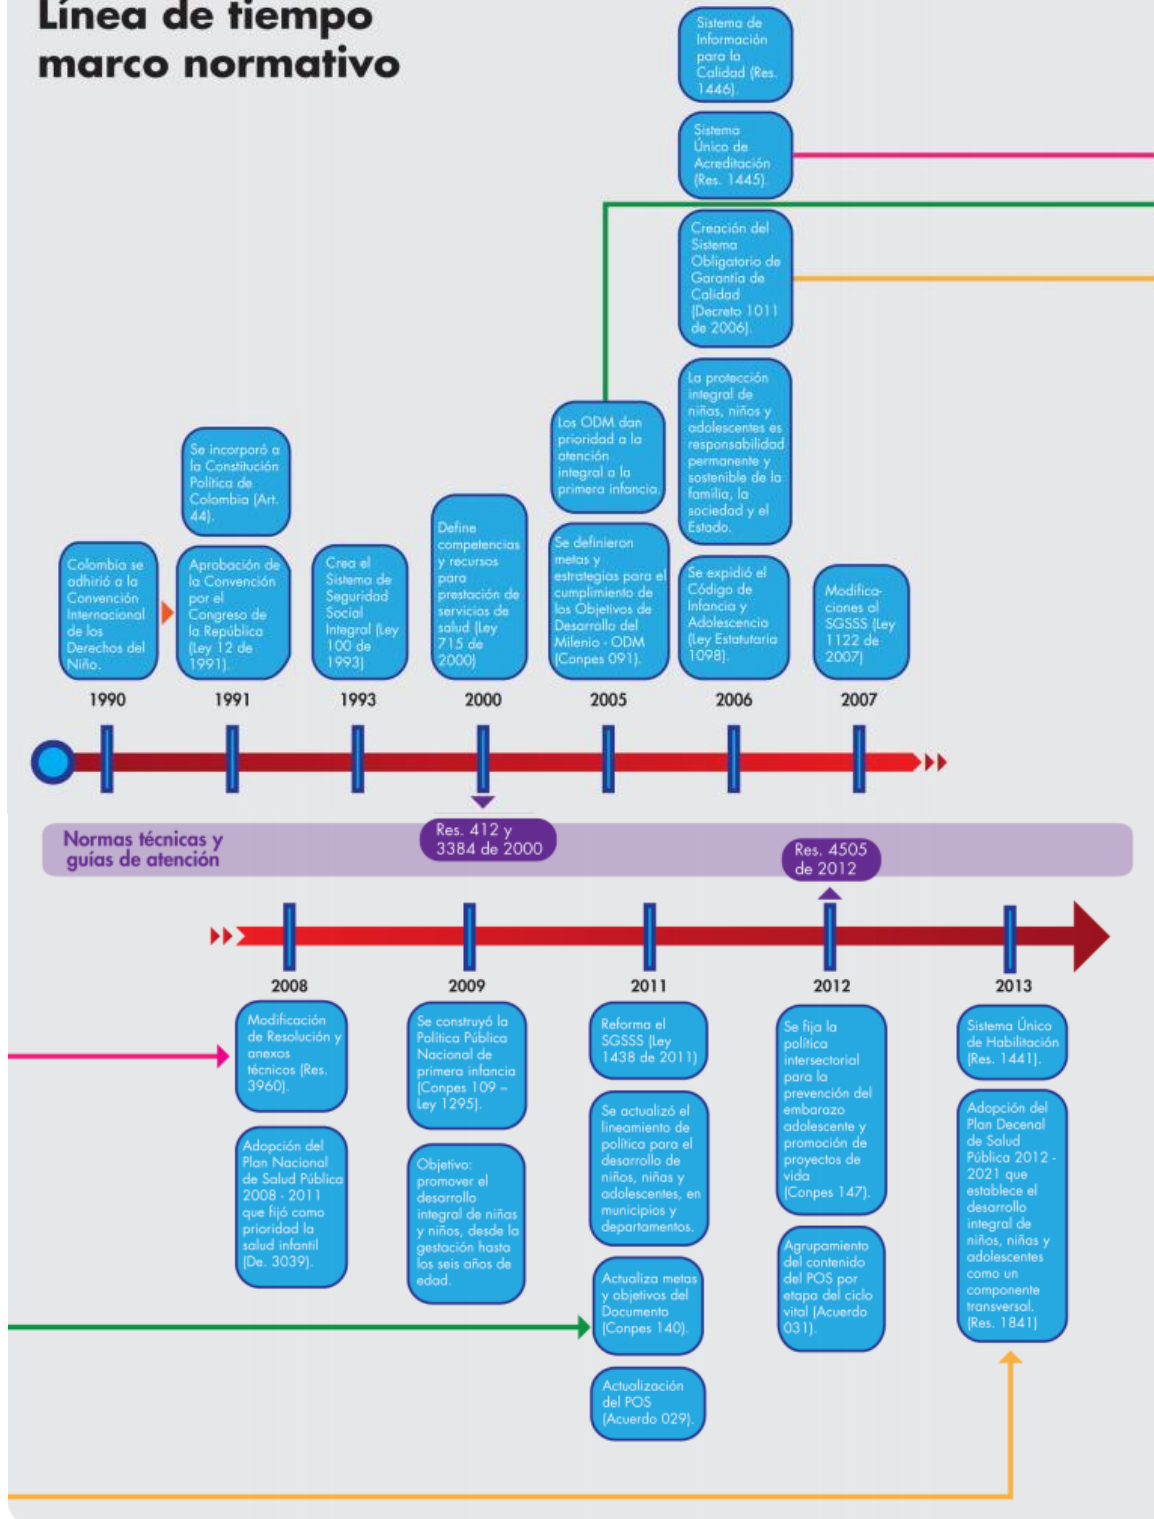 Línea de tiempo
marco normativo
Sistema de
Información
para la
Calidad (Res.
1446).
Sistema
Único de
Acreditación
(Res. 1445).
Creación del
Sistema
Obligatorio de
Garantía de
Calidad
(Decreto 1011
de 2006).
La protección
integral de
niñas, niños y
adolescentes es
responsabilidad
permanente y
sostenible de la
familia, la
sociedad y el
Estado.
Se expidió el
Código de
Infancia y
Adolescencia
(Ley Estatutaria
1098).
Los ODM dan
prioridad a la
atención
integral a la
primera infancia.
Se definieron
metas y
estrategias para el
cumplimiento de
los Objetivos de
Desarrollo del
Milenio - ODM
(Conpes 091).
Se incorporó a
la Constitución
Política de
Colombia (Art.
44).
Aprobación de
la Convención
por el
Congreso de
la República
(Ley 12 de
1991).
Colombia se
adhirió a la
Convención
Internacional
de los
Derechos del
Niño.
Crea el
Sistema de
Seguridad
Social
Integral (Ley
100 de
1993)
Define
competencias
y recursos
para
prestación de
servicios de
salud (Ley
715 de
2000)
Modifica-
ciones al
SGSSS (Ley
1122 de
2007)
1990 1991 1993 2000 2005 2006 2007
Normas técnicas y
guías de atención
Res. 412 y
3384 de 2000
Res. 4505
de 2012
2008 2009 2011 2012 2013
Modificación
de Resolución y
anexos
técnicos (Res.
3960).
Adopción del
Plan Nacional
de Salud Pública
2008 - 2011
que fijó como
prioridad la
salud infantil
(De. 3039).
Se construyó la
Política Pública
Nacional de
primera infancia
(Conpes 109 –
Ley 1295).
Objetivo:
promover el
desarrollo
integral de niñas
y niños, desde la
gestación hasta
los seis años de
edad.
Reforma el
SGSSS (Ley
1438 de 2011)
Se actualizó el
lineamiento de
política para el
desarrollo de
niños, niñas y
adolescentes, en
municipios y
departamentos.
Actualiza metas
y objetivos del
Documento
(Conpes 140).
Actualización
del POS
(Acuerdo 029).
Se fija la
política
intersectorial
para la
prevención del
embarazo
adolescente y
promoción de
proyectos de
vida
(Conpes 147).
Agrupamiento
del contenido
del POS por
etapa del ciclo
vital (Acuerdo
031).
Sistema Único
de Habilitación
(Res. 1441).
Adopción del
Plan Decenal
de Salud
Pública 2012 -
2021 que
establece el
desarrollo
integral de
niños, niñas y
adolescentes
como un
componente
transversal.
(Res. 1841)